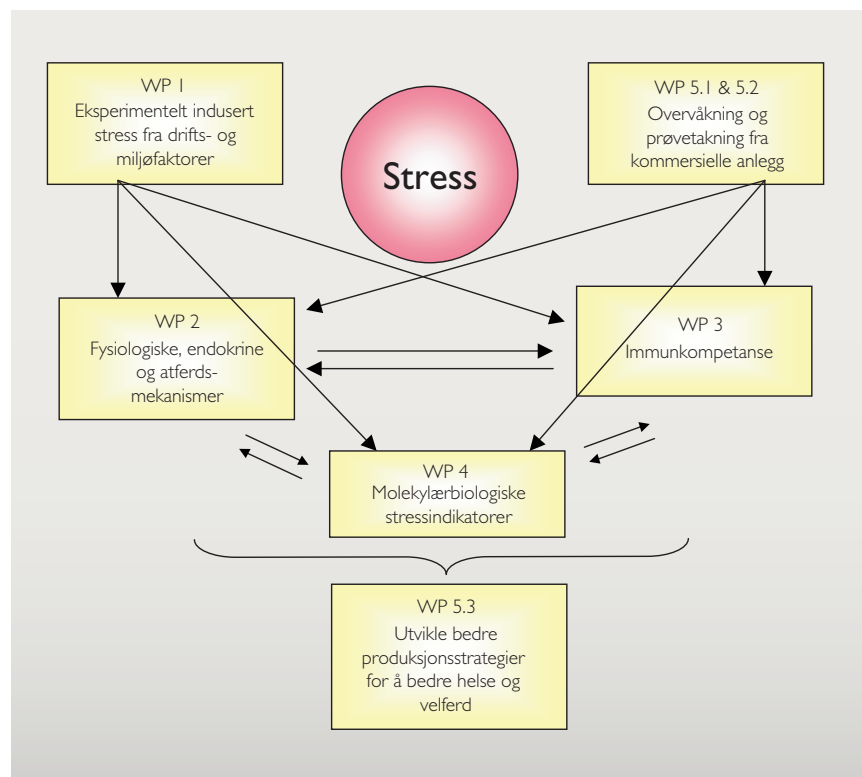 WP 1
Eksperimentelt indusert
stress fra drifts- og
miljøfaktorer
Stress
WP 5.1 & 5.2
Overvåkning og
prøvetakning fra
kommersielle anlegg
WP 2
Fysiologiske, endokrine
og atferds-
mekanismer
WP 3
Immunkompetanse
WP 4
Molekylærbiologiske
stressindikatorer
WP 5.3
Utvikle bedre
produksjonsstrategier
for å bedre helse og
velferd